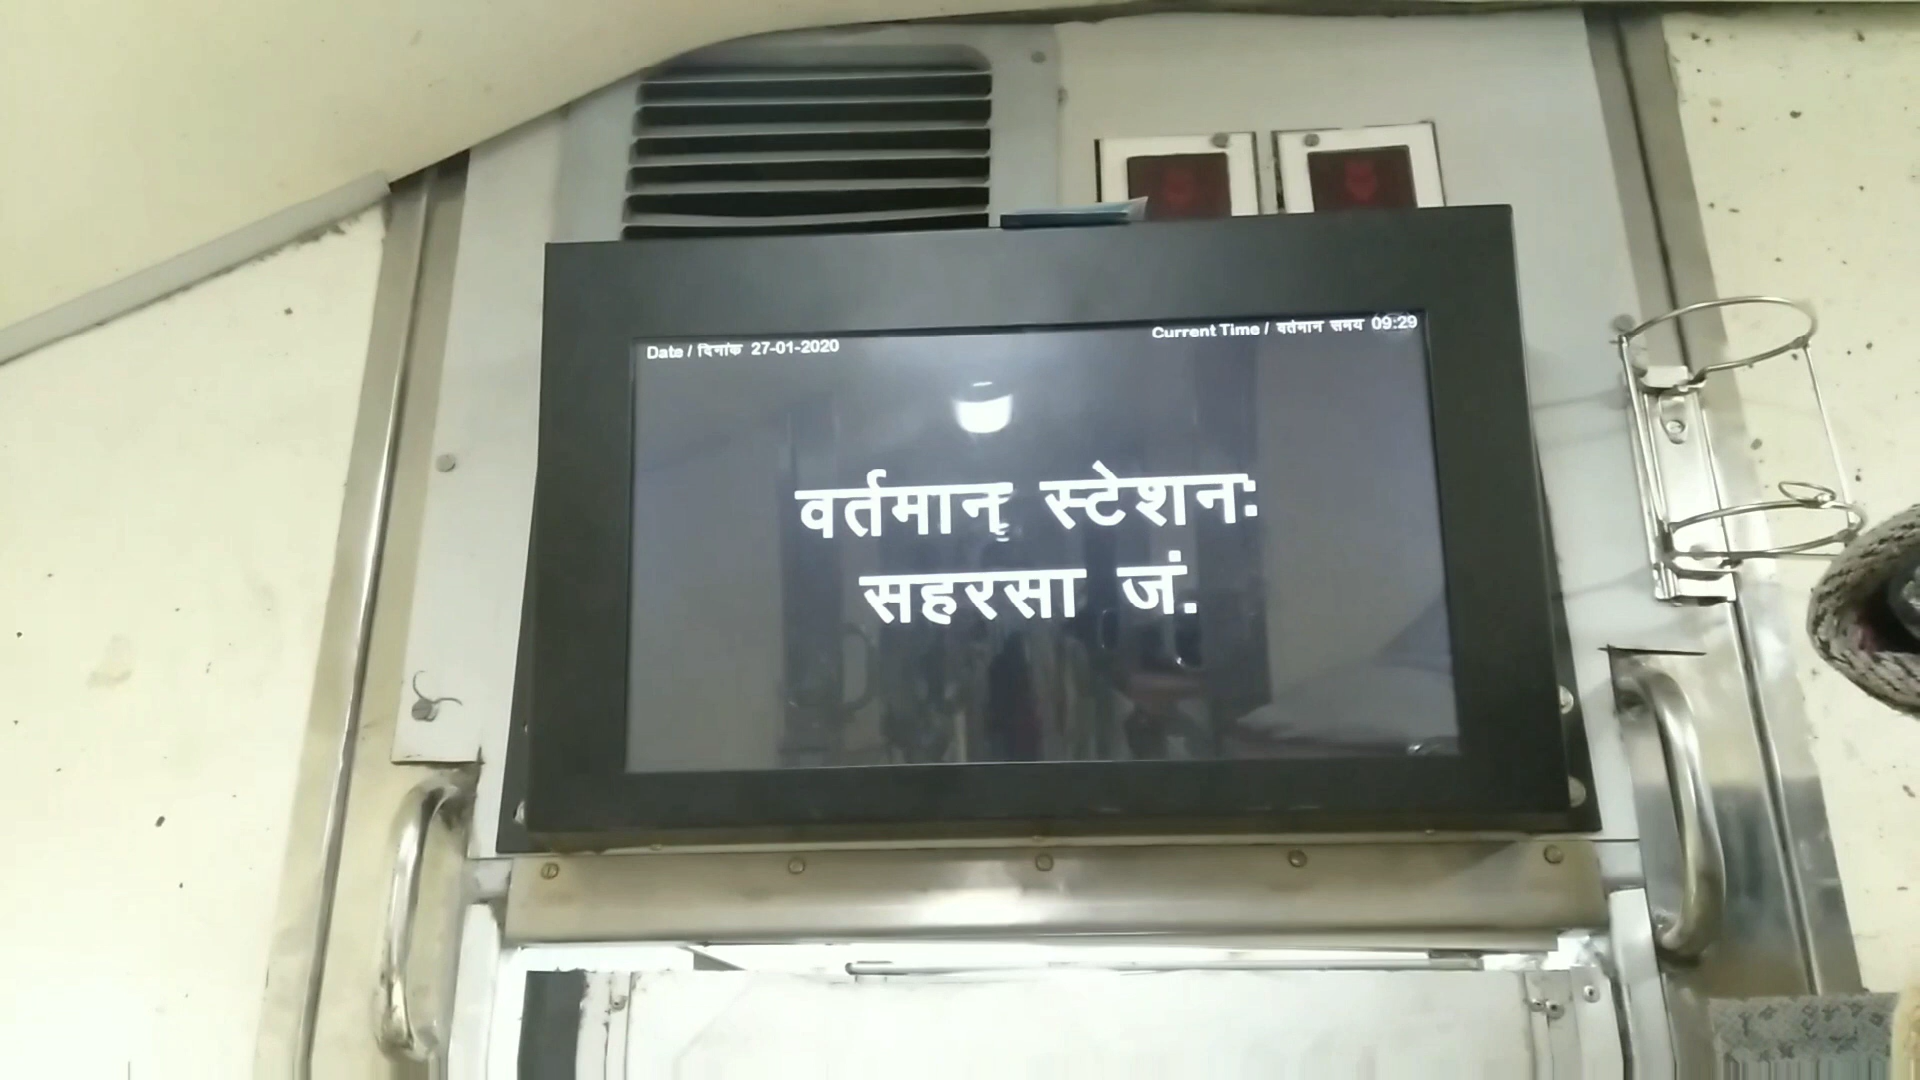 Date / दिनांक 27-01-2020
Current Time / वर्तमान समय 09:29
वर्तमान स्टेशन:
सहरसा जं.